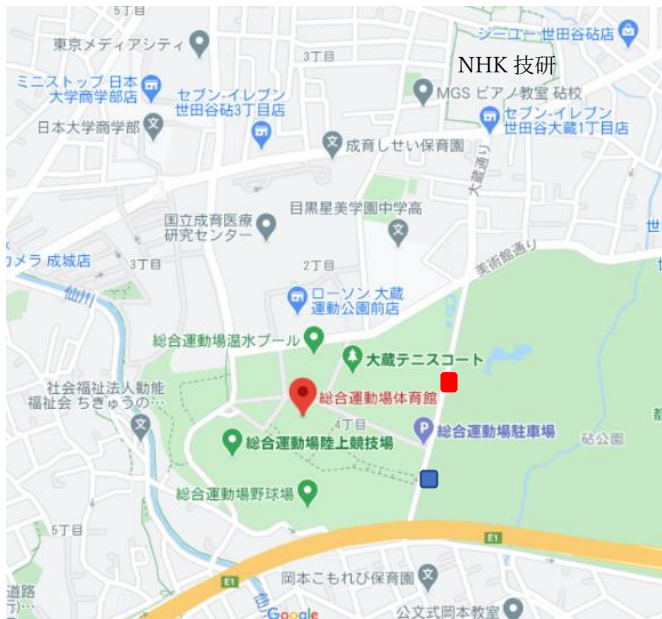 5丁目
東京メディアシティ
3丁目
ジーユー 世田谷砧店
NHK 技研
ミニストップ 日本
大学商学部店
セブン-イレブン
世田谷砧3丁目店
MGS ピアノ教室 砧校
セブン-イレブン
世田谷大蔵1丁目店
日本大学商学部
成育しせい保育園
大蔵通り
国立成育医療
研究センター
目黒星美学園中学高
世
カメラ 成城店
3丁目
2丁目
美術館通り
仙川
ローソン 大蔵
運動公園前店
総合運動場温水プール
大蔵テニスコート
社会福祉法人勤能
福祉会 ちきゅうの…
総合運動場体育館
4丁目
総合運動場駐車場
総合運動場陸上競技場
砧公園
総合運動場野球場
5丁目
E1
E1
岡本こもれび保育園
道路
行)…
Google
公文式岡本教室